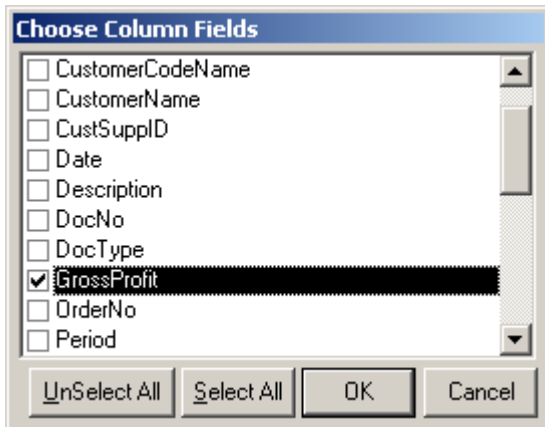 Choose Column Fields
CustomerCodeName
CustomerName
CustSuppID
Date
Description
DocNo
DocType
GrossProfit
OrderNo
Period
UnSelect All Select All OK Cancel